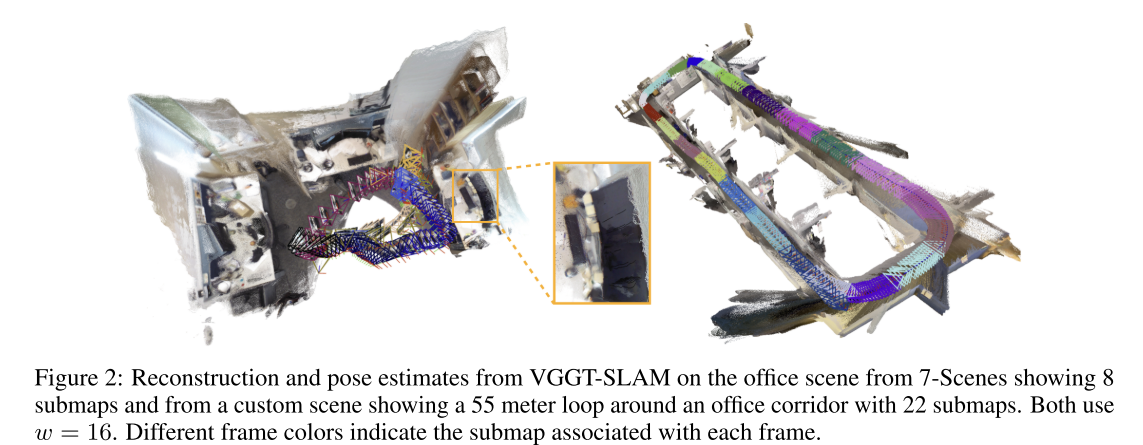 Figure 2: Reconstruction and pose estimates from VGGT-SLAM on the office scene from 7-Scenes showing 8
submaps and from a custom scene showing a 55 meter loop around an office corridor with 22 submaps. Both use
w = 16. Different frame colors indicate the submap associated with each frame.